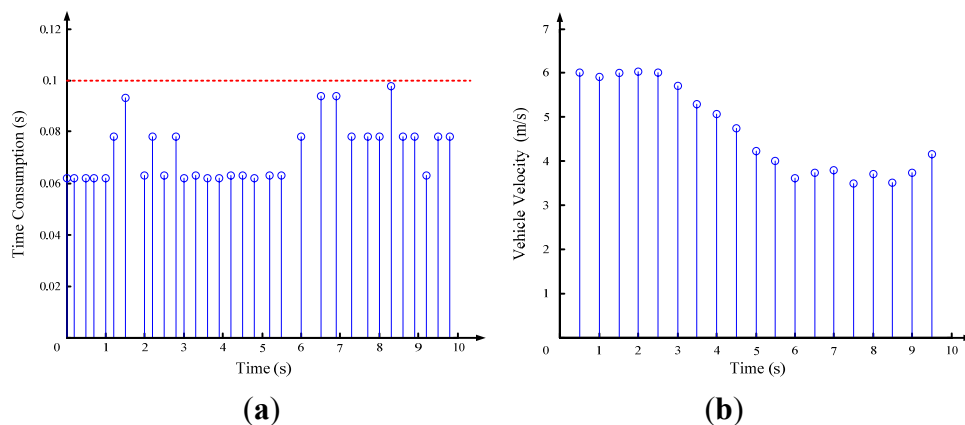 0.12
0.1
0.08
0.06
0.04
0.02
0 1 2 3 4 5 6 7 8 9 10
Time Consumption (s)
Time (s)
(a)
7
6
5
4
3
2
1
0 1 2 3 4 5 6 7 8 9 10
Vehicle Velocity (m/s)
Time (s)
(b)